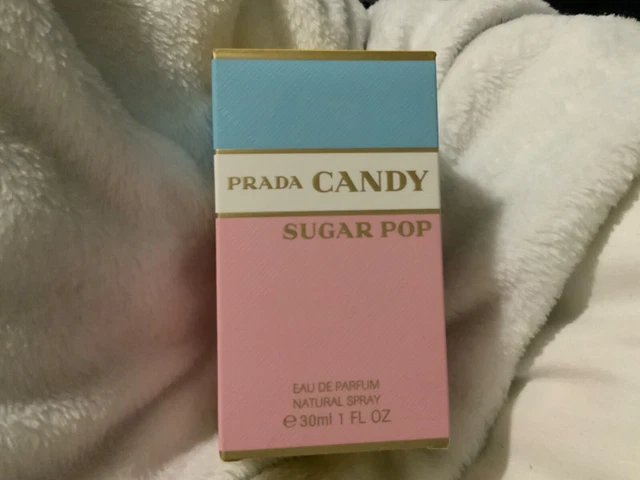 PRADA CANDY
SUGAR POP
EAU DE PARFUM
NATURAL SPRAY
℮30ml 1 FL OZ